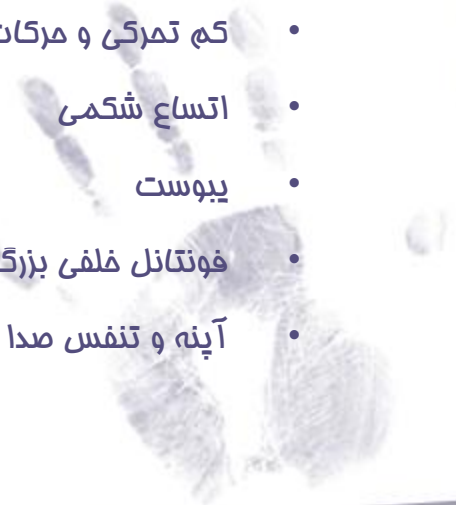 • کم تحرکی و حرکات
• اتساع شکمی
• یبوست
• فونتانل خلفی بزرگ
• آپنه و تنفس صدا